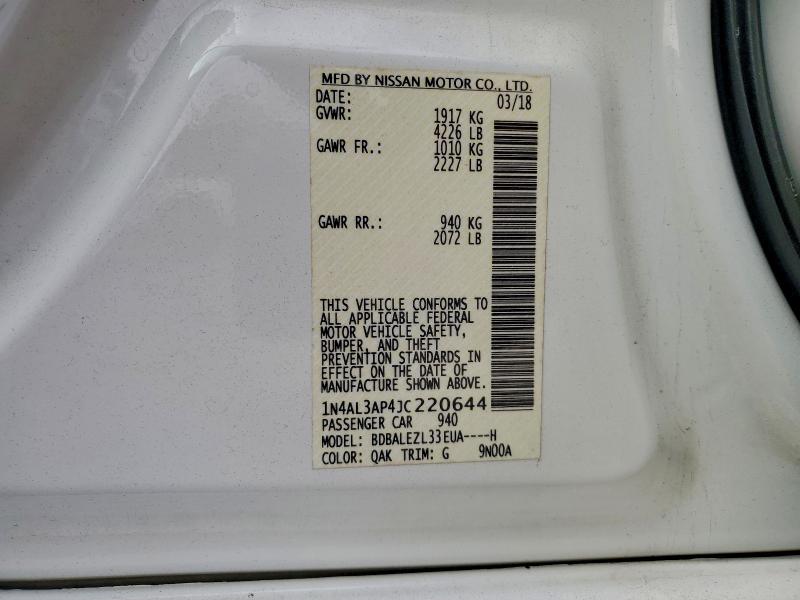 MFD BY NISSAN MOTOR CO., LTD.
DATE: 03/18
GVWR: 1917 KG
4226 LB
GAWR FR.: 1010 KG
2227 LB
GAWR RR.: 940 KG
2072 LB
THIS VEHICLE CONFORMS TO
ALL APPLICABLE FEDERAL
MOTOR VEHICLE SAFETY,
BUMPER, AND THEFT
PREVENTION STANDARDS IN
EFFECT ON THE DATE OF
MANUFACTURE SHOWN ABOVE.
1N4AL3AP4JC220644
PASSENGER CAR 940
MODEL: BDBALEZL33EUA----H
COLOR: QAK TRIM: G 9N00A